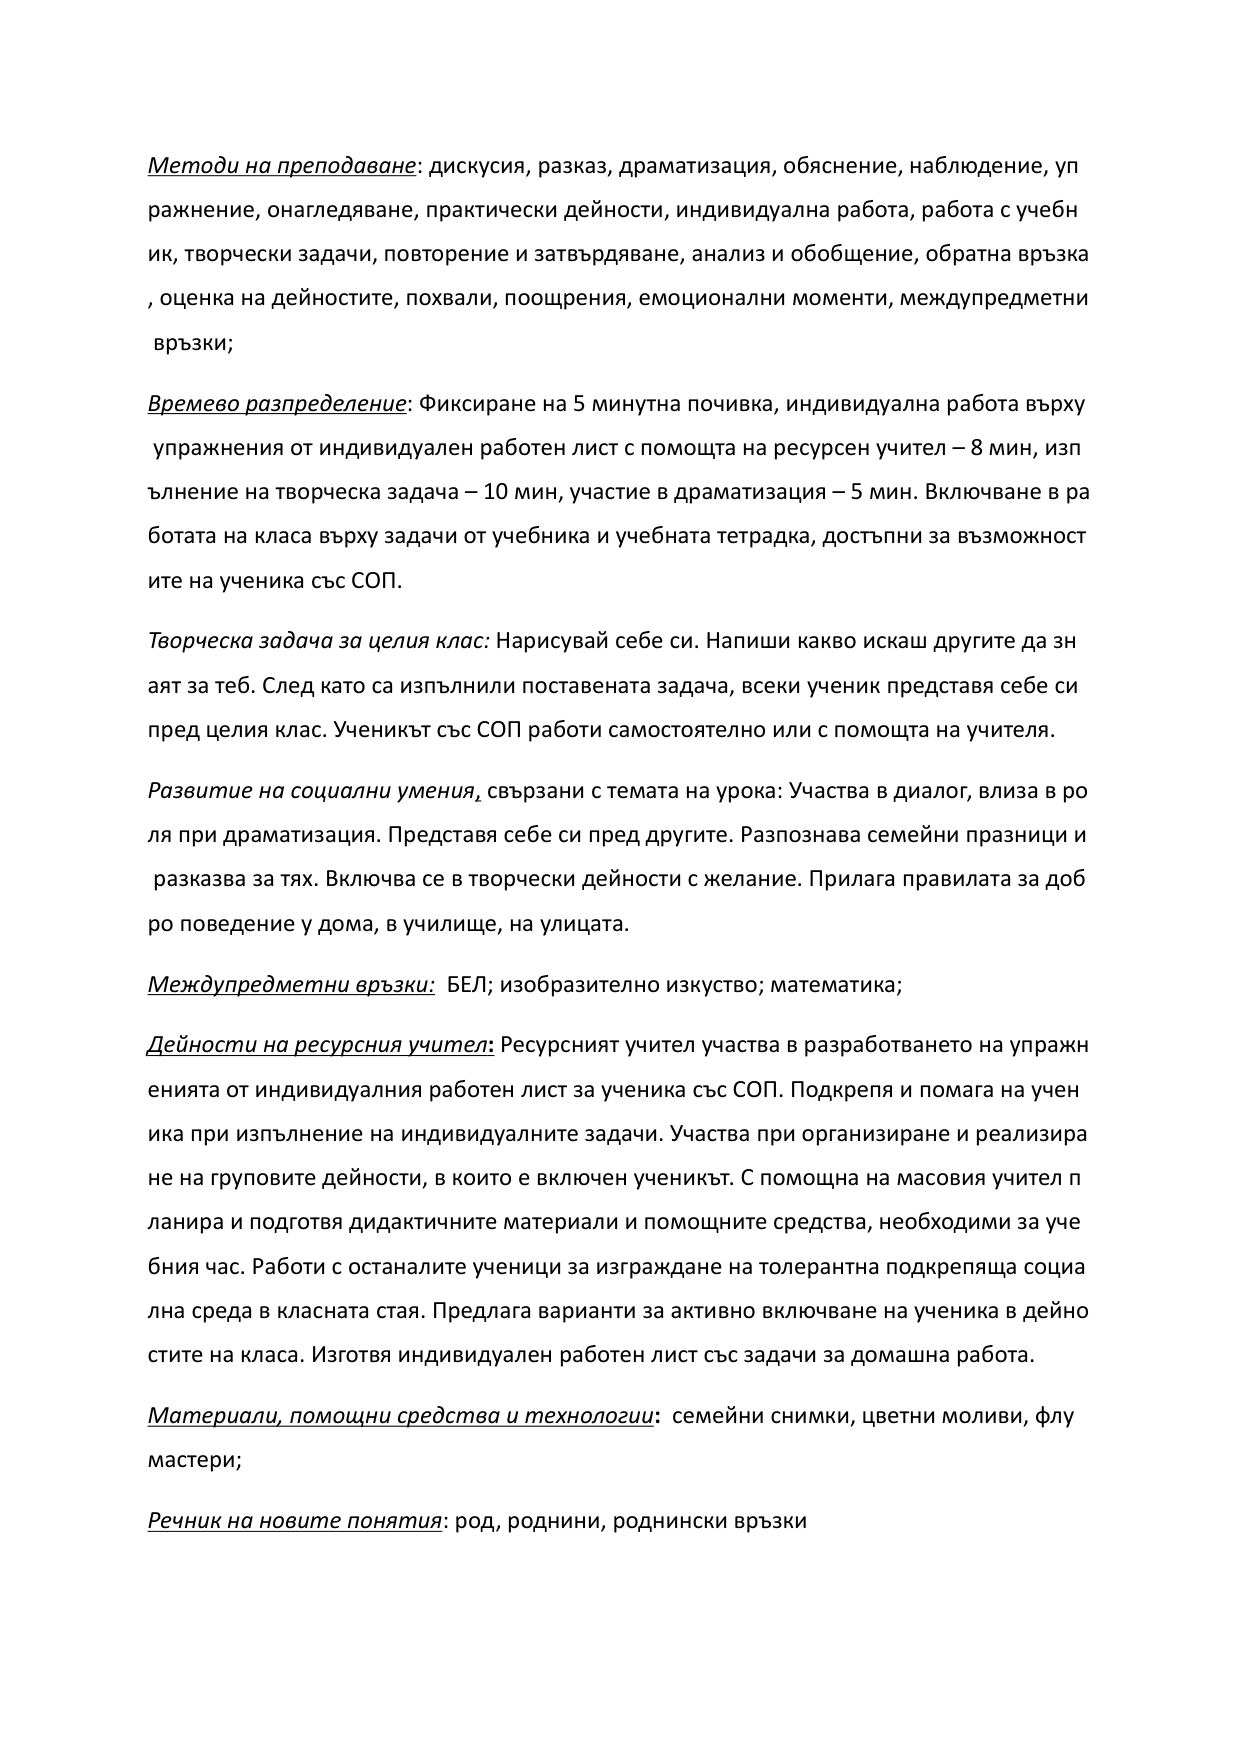 Методи на преподаване: дискусия, разказ, драматизация, обяснение, наблюдение, уп
ражнение, онагледяване, практически дейности, индивидуална работа, работа с учебн
ик, творчески задачи, повторение и затвърдяване, анализ и обобщение, обратна връзка
, оценка на дейностите, похвали, поощрения, емоционални моменти, междупредметни
връзки;
Времево разпределение: Фиксиране на 5 минутна почивка, индивидуална работа върху
упражнения от индивидуален работен лист с помощта на ресурсен учител – 8 мин, изп
ълнение на творческа задача – 10 мин, участие в драматизация – 5 мин. Включване в ра
ботата на класа върху задачи от учебника и учебната тетрадка, достъпни за възможност
ите на ученика със СОП.
Творческа задача за целия клас: Нарисувай себе си. Напиши какво искаш другите да зн
аят за теб. След като са изпълнили поставената задача, всеки ученик представя себе си
пред целия клас. Ученикът със СОП работи самостоятелно или с помощта на учителя.
Развитие на социални умения, свързани с темата на урока: Участва в диалог, влиза в ро
ля при драматизация. Представя себе си пред другите. Разпознава семейни празници и
разказва за тях. Включва се в творчески дейности с желание. Прилага правилата за доб
ро поведение у дома, в училище, на улицата.
Междупредметни връзки: БЕЛ; изобразително изкуство; математика;
Дейности на ресурсния учител: Ресурсният учител участва в разработването на упражн
енията от индивидуалния работен лист за ученика със СОП. Подкрепя и помага на учен
ика при изпълнение на индивидуалните задачи. Участва при организиране и реализира
не на груповите дейности, в които е включен ученикът. С помощна на масовия учител п
ланира и подготвя дидактичните материали и помощните средства, необходими за уче
бния час. Работи с останалите ученици за изграждане на толерантна подкрепяща социа
лна среда в класната стая. Предлага варианти за активно включване на ученика в дейно
стите на класа. Изготвя индивидуален работен лист със задачи за домашна работа.
Материали, помощни средства и технологии: семейни снимки, цветни моливи, флу
мастери;
Речник на новите понятия: род, роднини, роднински връзки